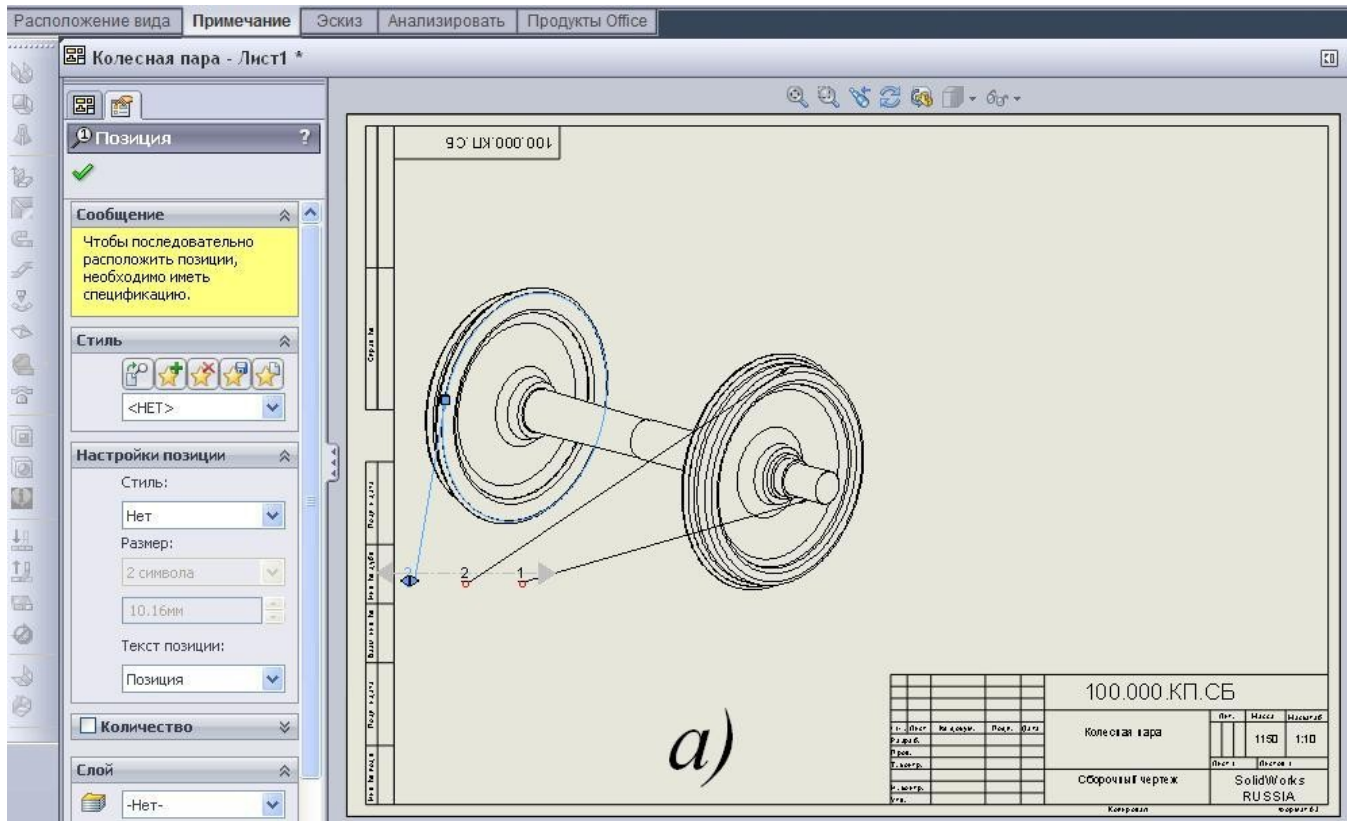 Расположение вида Примечание Эскиз Анализировать Продукты Office
Колесная пара - Лист1 *
Позиция ?
Сообщение
Чтобы последовательно
расположить позиции,
необходимо иметь
спецификацию.
Стиль
<НЕТ>
Настройки позиции
Стиль:
Нет
Размер:
2 символа
10.16мм
Текст позиции:
Позиция
Количество
Слой
-Нет-
100.000.КП.СБ
2 1
а)
100.000.КП.СБ
Колесная пара
Масса Масштаб
1150 1:10
Сборочный чертеж
SolidWorks
RUSSIA
Копировал